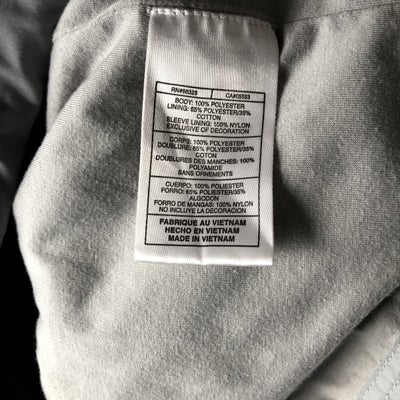 RN#56323 CA#05553
BODY: 100% POLYESTER
LINING: 65% POLYESTER/35%
COTTON
SLEEVE LINING: 100% NYLON
EXCLUSIVE OF DECORATION
CORPS: 100% POLYESTER
DOUBLURE: 65% POLYESTER/35%
COTON
DOUBLURES DES MANCHES: 100%
POLYAMIDE
SANS ORNEMENTS
CUERPO: 100% POLIESTER
FORRO: 65% POLIESTER/35%
ALGODON
FORRO DE MANGAS: 100% NYLON
NO INCLUYE LA DECORACION
FABRIQUE AU VIETNAM
HECHO EN VIETNAM
MADE IN VIETNAM